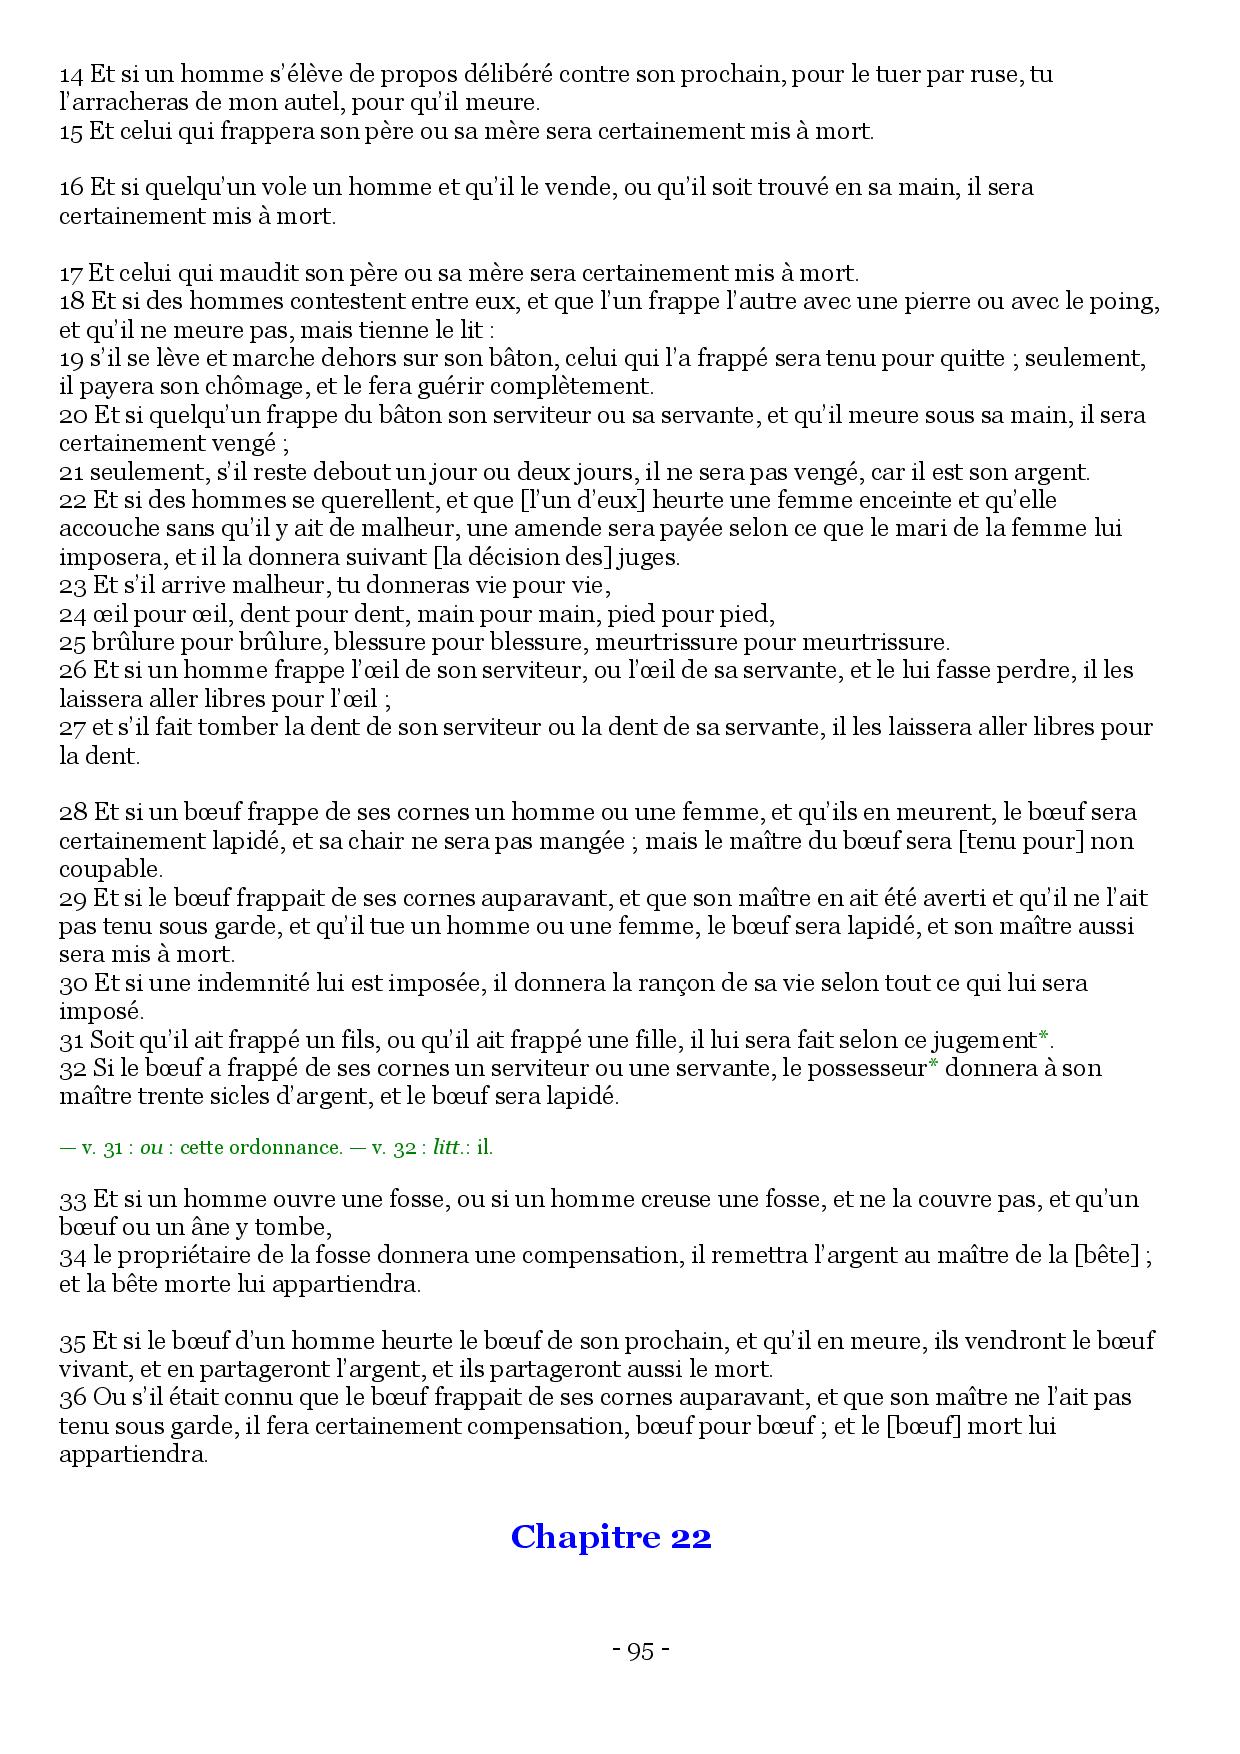 14 Et si un homme s’élève de propos délibéré contre son prochain, pour le tuer par ruse, tu
l’arracheras de mon autel, pour qu’il meure.
15 Et celui qui frappera son père ou sa mère sera certainement mis à mort.
16 Et si quelqu’un vole un homme et qu’il le vende, ou qu’il soit trouvé en sa main, il sera
certainement mis à mort.
17 Et celui qui maudit son père ou sa mère sera certainement mis à mort.
18 Et si des hommes contestent entre eux, et que l’un frappe l’autre avec une pierre ou avec le poing,
et qu’il ne meure pas, mais tienne le lit :
19 s’il se lève et marche dehors sur son bâton, celui qui l’a frappé sera tenu pour quitte ; seulement,
il payera son chômage, et le fera guérir complètement.
20 Et si quelqu’un frappe du bâton son serviteur ou sa servante, et qu’il meure sous sa main, il sera
certainement vengé ;
21 seulement, s’il reste debout un jour ou deux jours, il ne sera pas vengé, car il est son argent.
22 Et si des hommes se querellent, et que [l’un d’eux] heurte une femme enceinte et qu’elle
accouche sans qu’il y ait de malheur, une amende sera payée selon ce que le mari de la femme lui
imposera, et il la donnera suivant [la décision des] juges.
23 Et s’il arrive malheur, tu donneras vie pour vie,
24 œil pour œil, dent pour dent, main pour main, pied pour pied,
25 brûlure pour brûlure, blessure pour blessure, meurtrissure pour meurtrissure.
26 Et si un homme frappe l’œil de son serviteur, ou l’œil de sa servante, et le lui fasse perdre, il les
laissera aller libres pour l’œil ;
27 et s’il fait tomber la dent de son serviteur ou la dent de sa servante, il les laissera aller libres pour
la dent.
28 Et si un bœuf frappe de ses cornes un homme ou une femme, et qu’ils en meurent, le bœuf sera
certainement lapidé, et sa chair ne sera pas mangée ; mais le maître du bœuf sera [tenu pour] non
coupable.
29 Et si le bœuf frappait de ses cornes auparavant, et que son maître en ait été averti et qu’il ne l’ait
pas tenu sous garde, et qu’il tue un homme ou une femme, le bœuf sera lapidé, et son maître aussi
sera mis à mort.
30 Et si une indemnité lui est imposée, il donnera la rançon de sa vie selon tout ce qui lui sera
imposé.
31 Soit qu’il ait frappé un fils, ou qu’il ait frappé une fille, il lui sera fait selon ce jugement*.
32 Si le bœuf a frappé de ses cornes un serviteur ou une servante, le possesseur* donnera à son
maître trente sicles d’argent, et le bœuf sera lapidé.
— v. 31 : ou : cette ordonnance. — v. 32 : litt.: il.
33 Et si un homme ouvre une fosse, ou si un homme creuse une fosse, et ne la couvre pas, et qu’un
bœuf ou un âne y tombe,
34 le propriétaire de la fosse donnera une compensation, il remettra l’argent au maître de la [bête] ;
et la bête morte lui appartiendra.
35 Et si le bœuf d’un homme heurte le bœuf de son prochain, et qu’il en meure, ils vendront le bœuf
vivant, et en partageront l’argent, et ils partageront aussi le mort.
36 Ou s’il était connu que le bœuf frappait de ses cornes auparavant, et que son maître ne l’ait pas
tenu sous garde, il fera certainement compensation, bœuf pour bœuf ; et le [bœuf] mort lui
appartiendra.
Chapitre 22
- 95 -